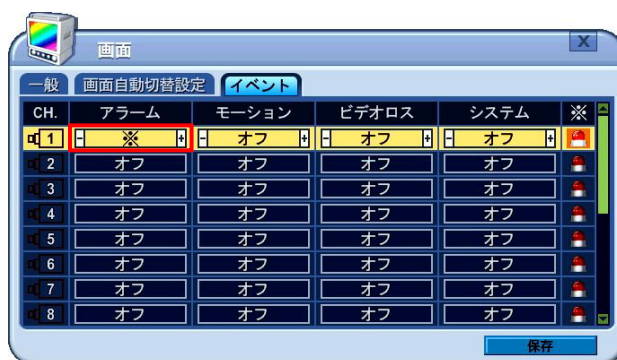 画面 X
一般 画面自動切替設定 イベント
CH. アラーム モーション ビデオロス システム ※
1 - ※ + - オフ + - オフ + - オフ +
2 オフ オフ オフ オフ
3 オフ オフ オフ オフ
4 オフ オフ オフ オフ
5 オフ オフ オフ オフ
6 オフ オフ オフ オフ
7 オフ オフ オフ オフ
8 オフ オフ オフ オフ
保存